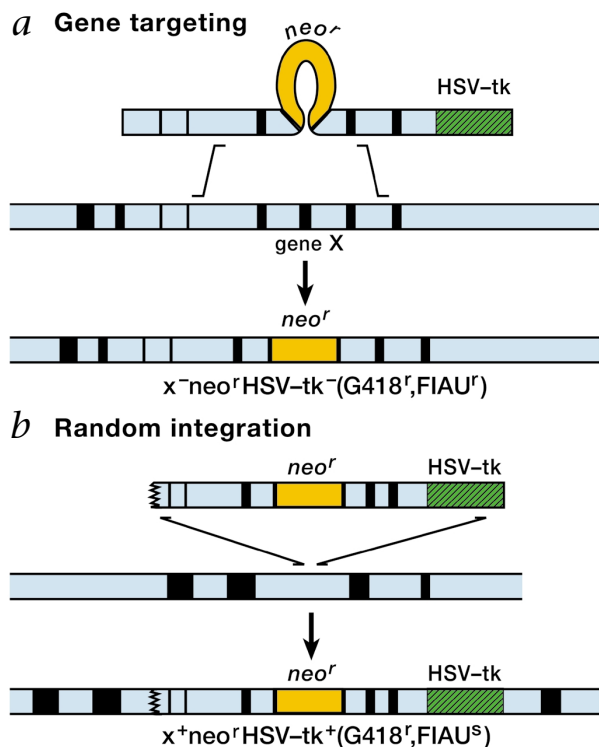 a Gene targeting
neoʳ
HSV–tk
gene X
neoʳ
x⁻neoʳHSV–tk⁻(G418ʳ,FIAUʳ)
b Random integration
neoʳ HSV–tk
neoʳ HSV–tk
x⁺neoʳHSV–tk⁺(G418ʳ,FIAUˢ)